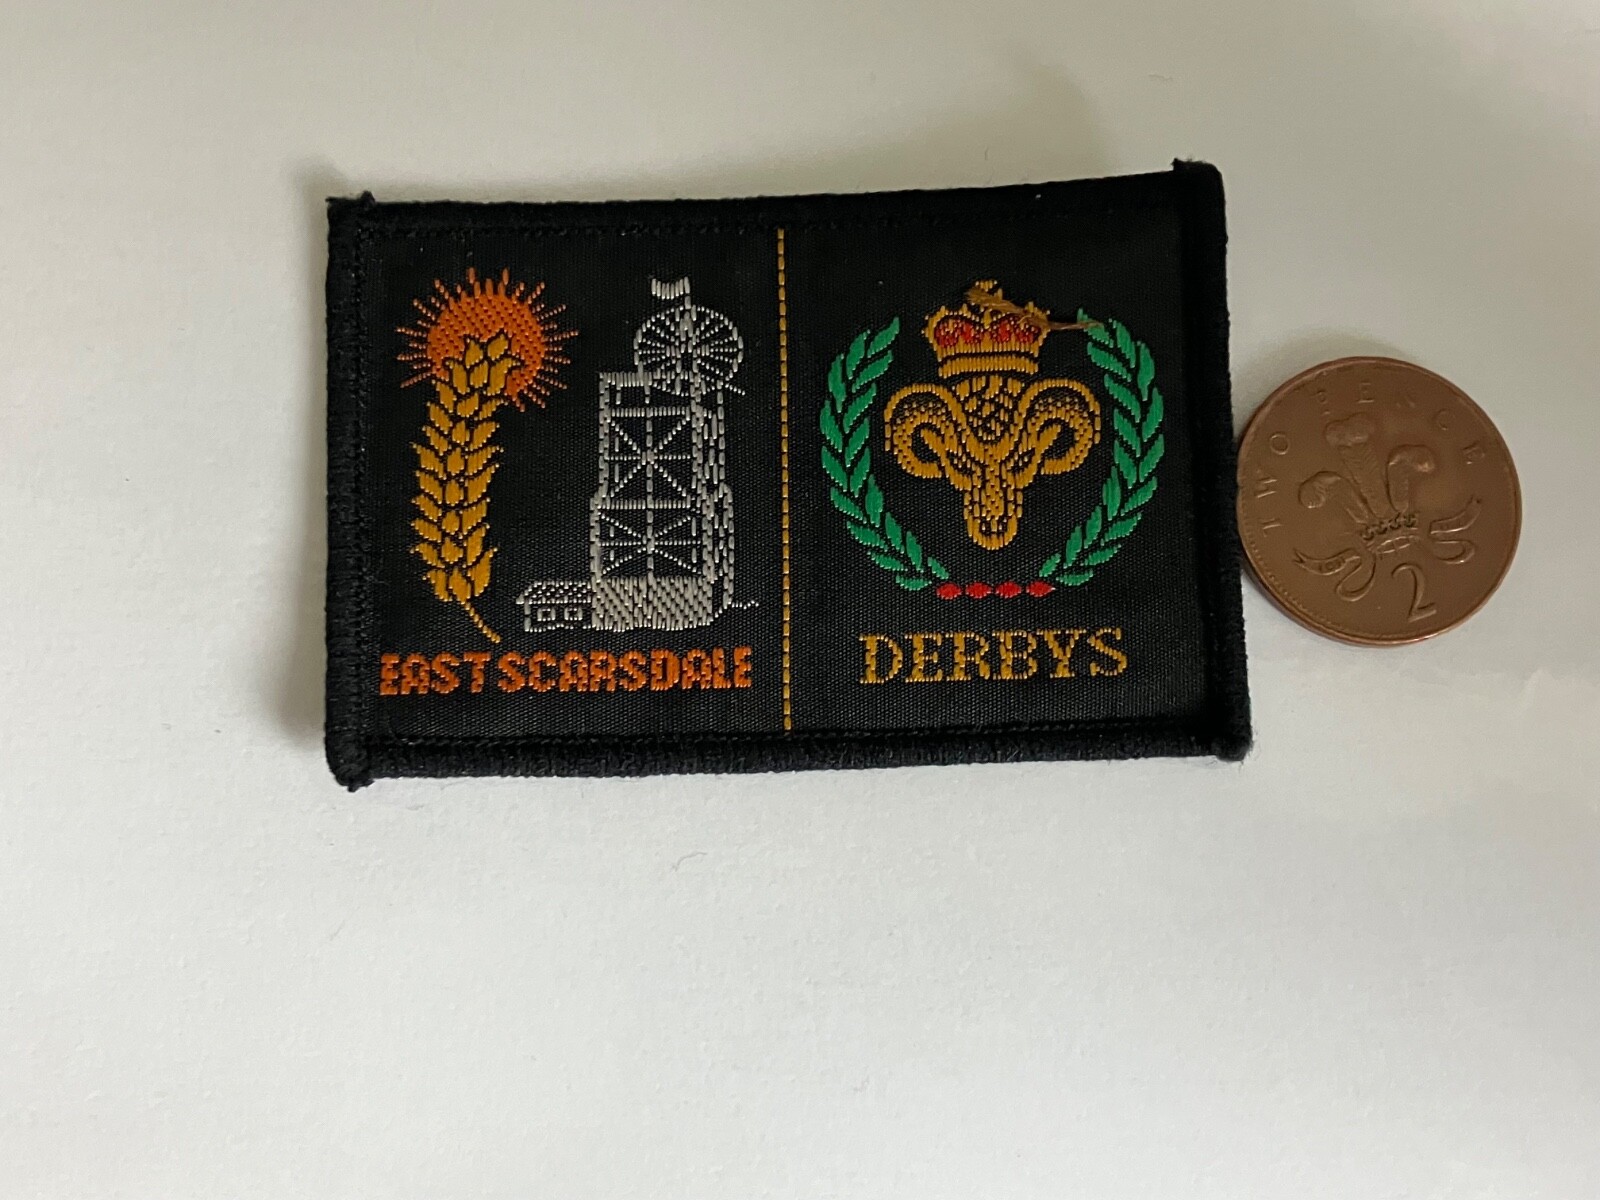 EAST SCARSDALE
DERBYS
TWO PENCE
2